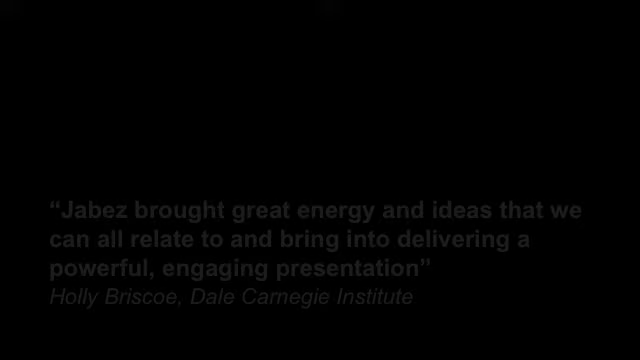 “Jabez brought great energy and ideas that we
can all relate to and bring into delivering a
powerful, engaging presentation”
Holly Briscoe, Dale Carnegie Institute